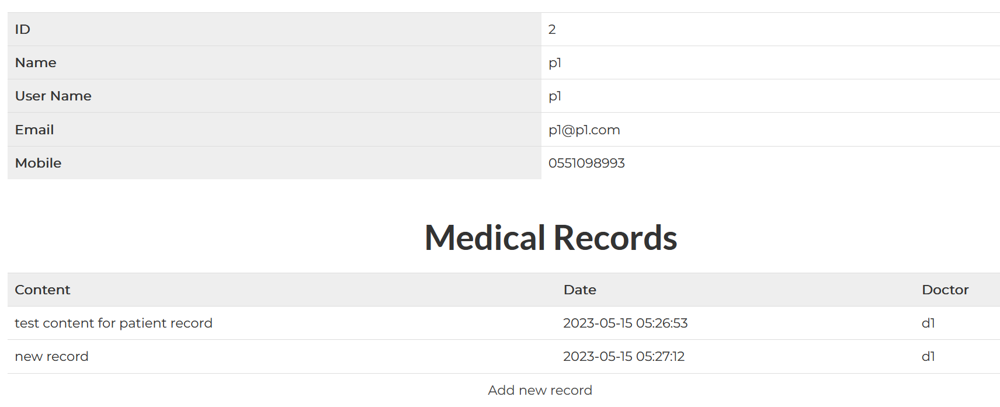 ID 2
Name p1
User Name p1
Email p1@p1.com
Mobile 0551098993
Medical Records
Content Date Doctor
test content for patient record 2023-05-15 05:26:53 d1
new record 2023-05-15 05:27:12 d1
Add new record